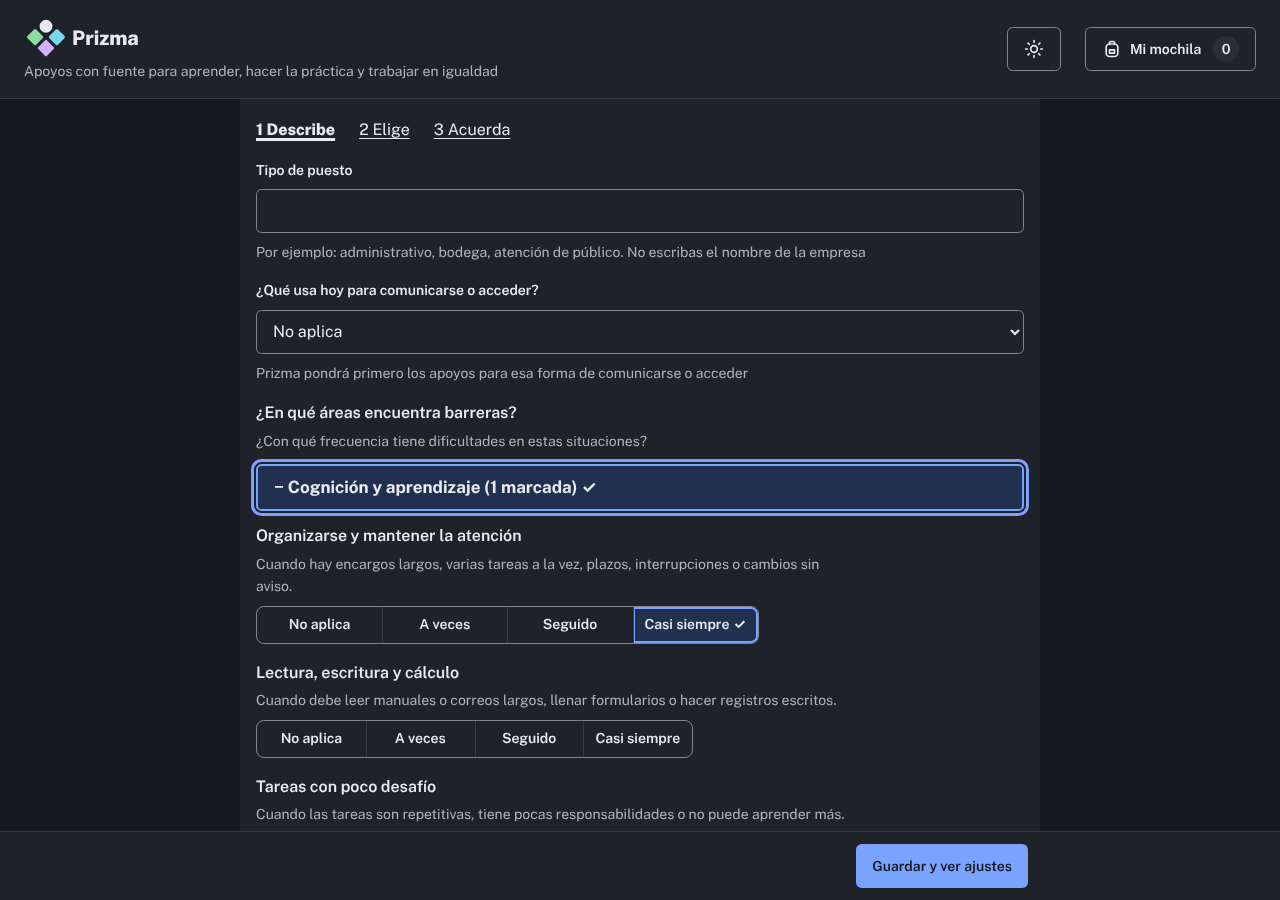 Prizma
Apoyos con fuente para aprender, hacer la práctica y trabajar en igualdad
Mi mochila 0
1 Describe 2 Elige 3 Acuerda
Tipo de puesto
Por ejemplo: administrativo, bodega, atención de público. No escribas el nombre de la empresa
¿Qué usa hoy para comunicarse o acceder?
No aplica
Prizma pondrá primero los apoyos para esa forma de comunicarse o acceder
¿En qué áreas encuentra barreras?
¿Con qué frecuencia tiene dificultades en estas situaciones?
− Cognición y aprendizaje (1 marcada) ✓
Organizarse y mantener la atención
Cuando hay encargos largos, varias tareas a la vez, plazos, interrupciones o cambios sin
aviso.
No aplica A veces Seguido Casi siempre ✓
Lectura, escritura y cálculo
Cuando debe leer manuales o correos largos, llenar formularios o hacer registros escritos.
No aplica A veces Seguido Casi siempre
Tareas con poco desafío
Cuando las tareas son repetitivas, tiene pocas responsabilidades o no puede aprender más.
Guardar y ver ajustes